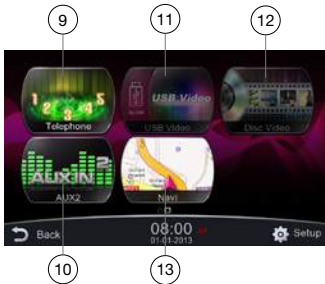 9
11
12
1 2 3 4 5
Telephone
USB Video
USB Video
Disc Video
AUX IN 2
AUX2
Navi
Back
08:00
01-01-2013
Setup
10
13